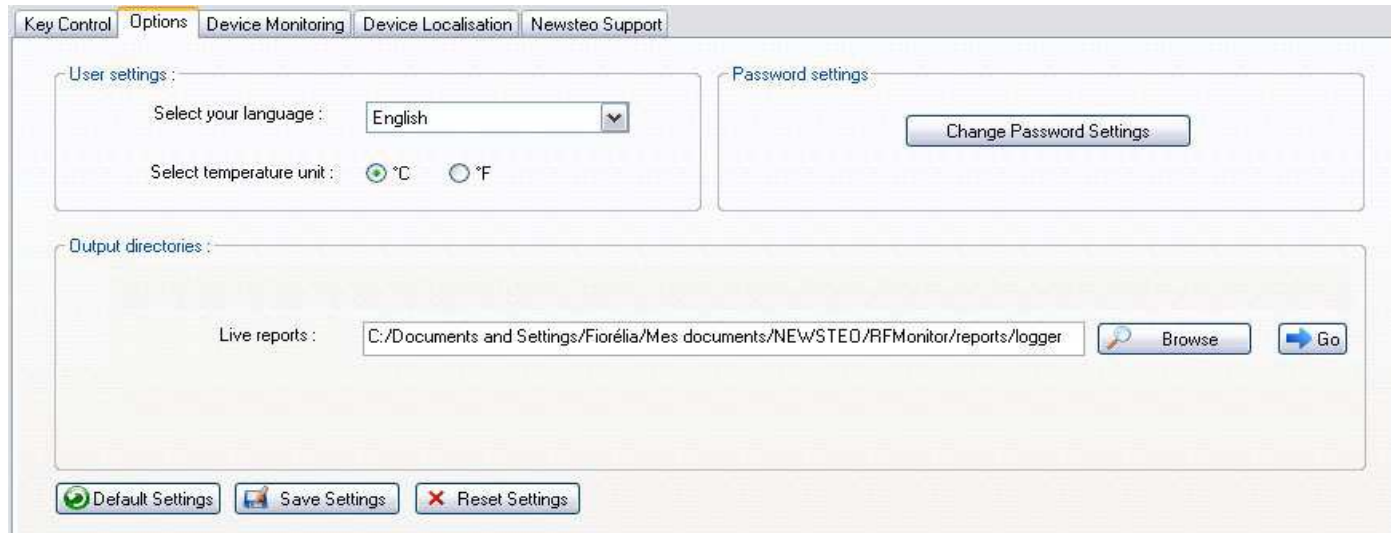 Key Control Options Device Monitoring Device Localisation Newsteo Support
User settings :
Select your language : English
Select temperature unit : °C °F
Password settings
Change Password Settings
Output directories :
Live reports : C:/Documents and Settings/Fiorélia/Mes documents/NEWSTEO/RFMonitor/reports/logger Browse Go
Default Settings Save Settings Reset Settings